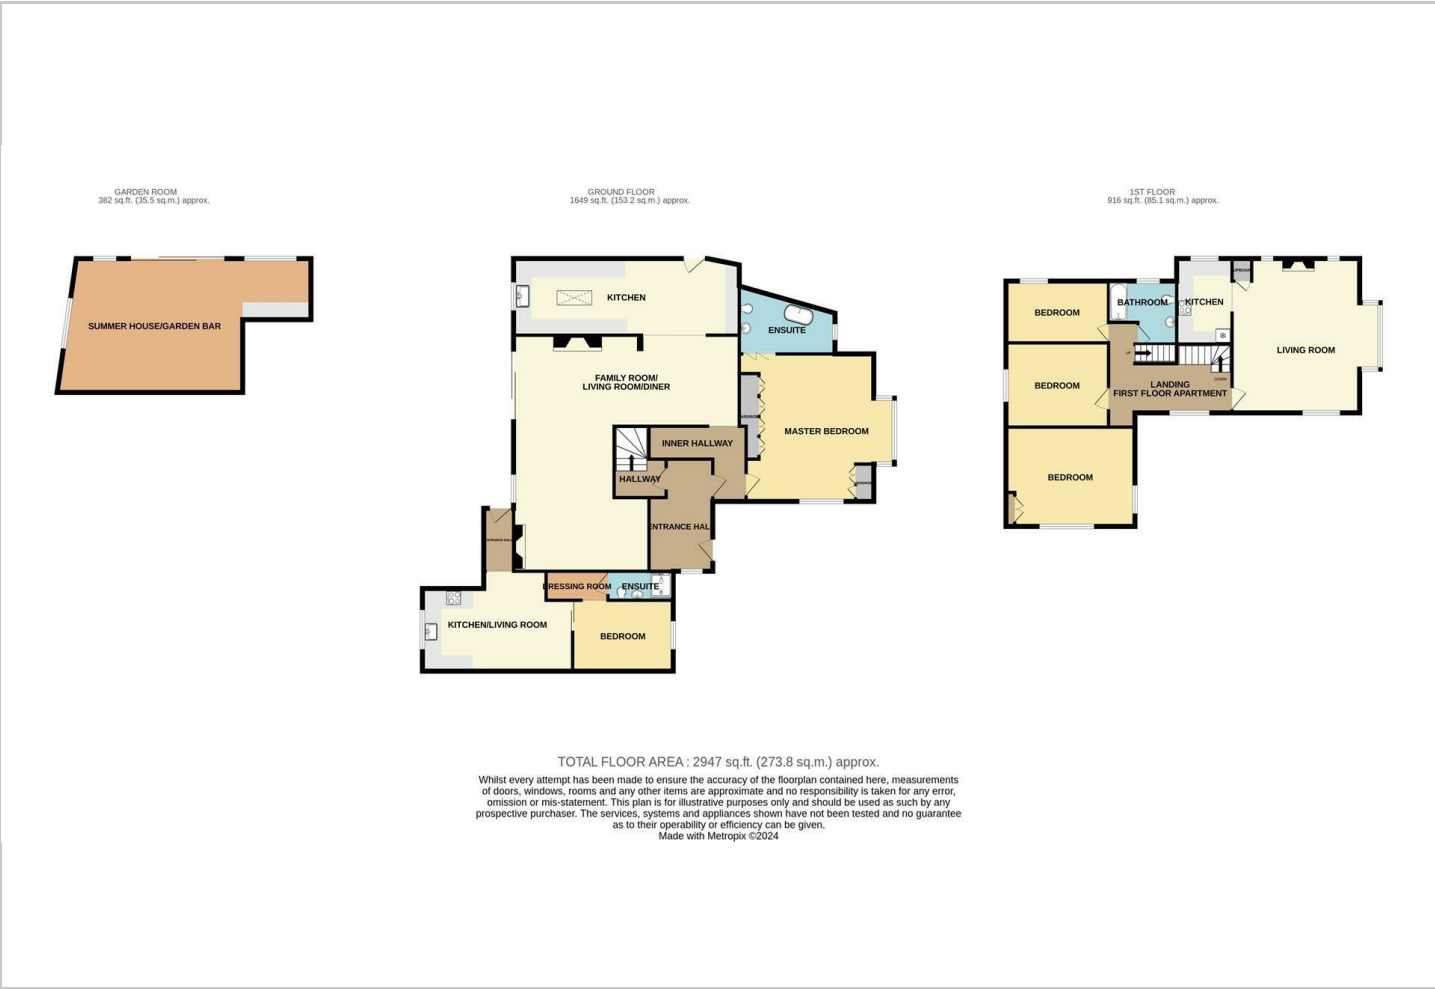 GARDEN ROOM
382 sq.ft. (35.5 sq.m.) approx.
GROUND FLOOR
1649 sq.ft. (153.2 sq.m.) approx.
1ST FLOOR
916 sq.ft. (85.1 sq.m.) approx.
SUMMER HOUSE/GARDEN BAR
KITCHEN
ENSUITE
FAMILY ROOM/
LIVING ROOM/DINER
MASTER BEDROOM
INNER HALLWAY
HALLWAY
ENTRANCE HALL
DRESSING ROOM
ENSUITE
KITCHEN/LIVING ROOM
BEDROOM
BEDROOM
BATHROOM
KITCHEN
LIVING ROOM
UP
BEDROOM
DOWN
LANDING
FIRST FLOOR APARTMENT
BEDROOM
TOTAL FLOOR AREA : 2947 sq.ft. (273.8 sq.m.) approx.
Whilst every attempt has been made to ensure the accuracy of the floorplan contained here, measurements
of doors, windows, rooms and any other items are approximate and no responsibility is taken for any error,
omission or mis-statement. This plan is for illustrative purposes only and should be used as such by any
prospective purchaser. The services, systems and appliances shown have not been tested and no guarantee
as to their operability or efficiency can be given.
Made with Metropix ©2024